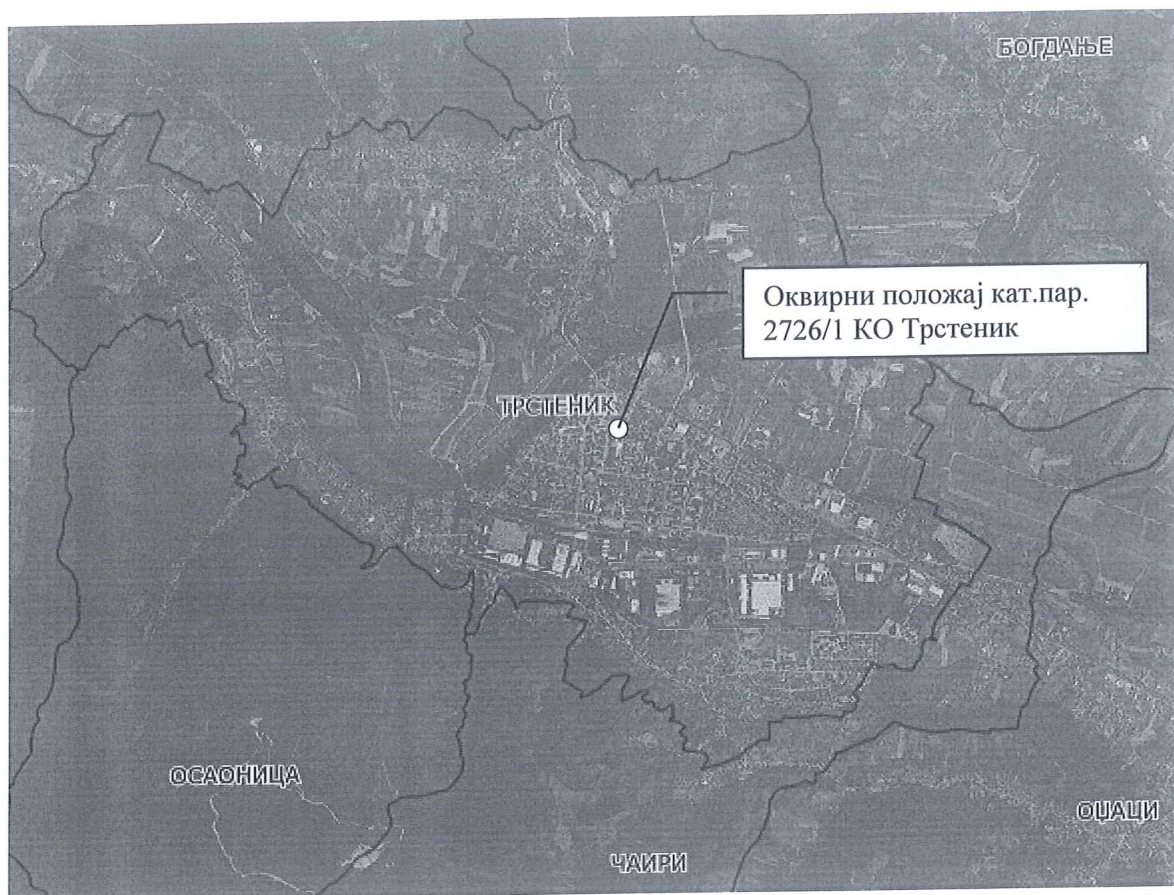 БОГДАЊЕ
Оквирни положај кат.пар.
2726/1 КО Трстеник
ТРСТЕНИК
ОСАОНИЦА
ОЏАЦИ
ЧАИРИ